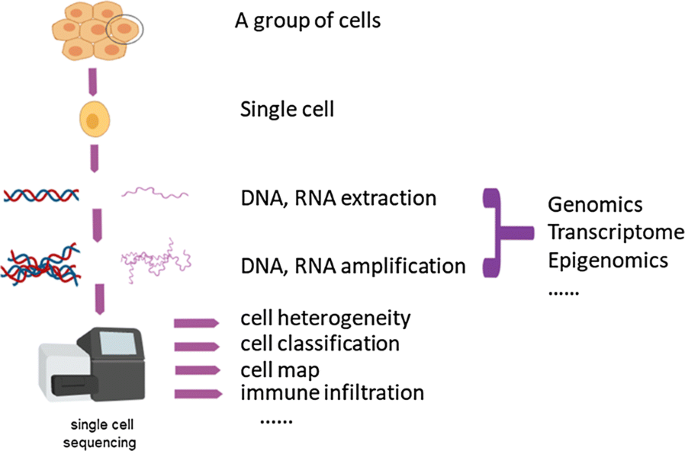 A group of cells
Single cell
DNA, RNA extraction
DNA, RNA amplification
Genomics
Transcriptome
Epigenomics
......
cell heterogeneity
cell classification
cell map
immune infiltration
......
single cell
sequencing